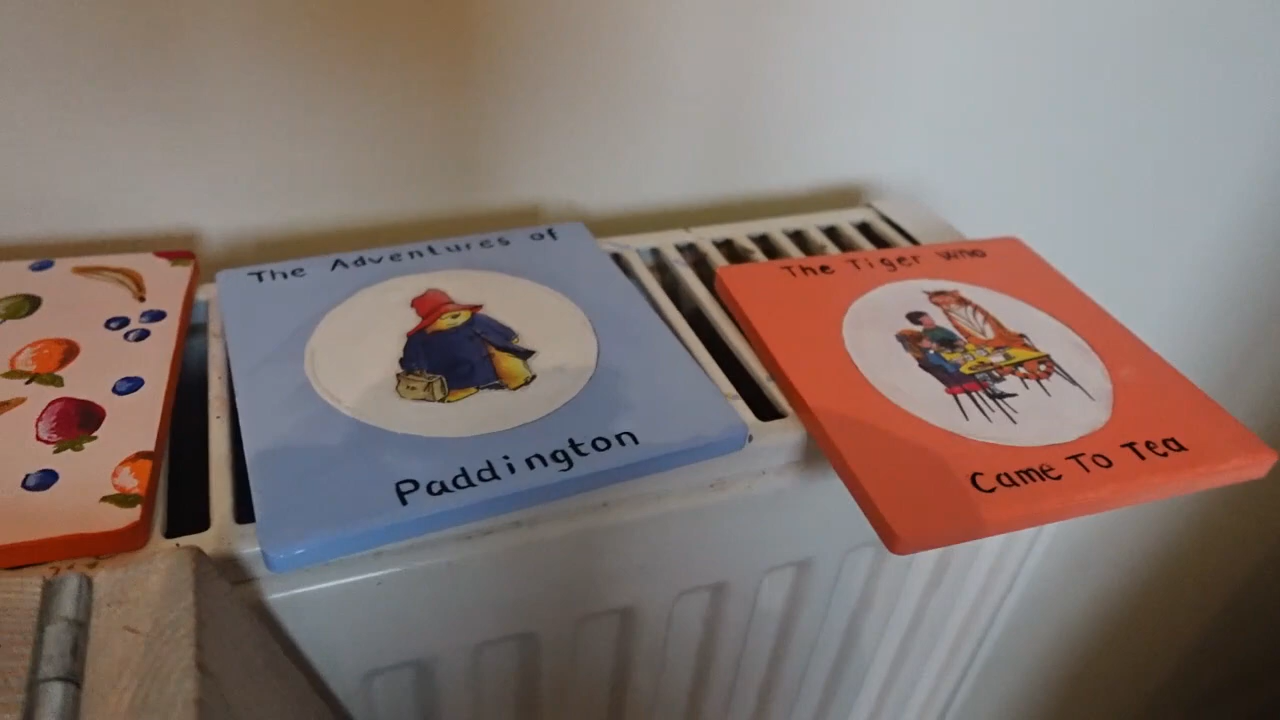 The Adventures of
Paddington
The Tiger Who
Came To Tea